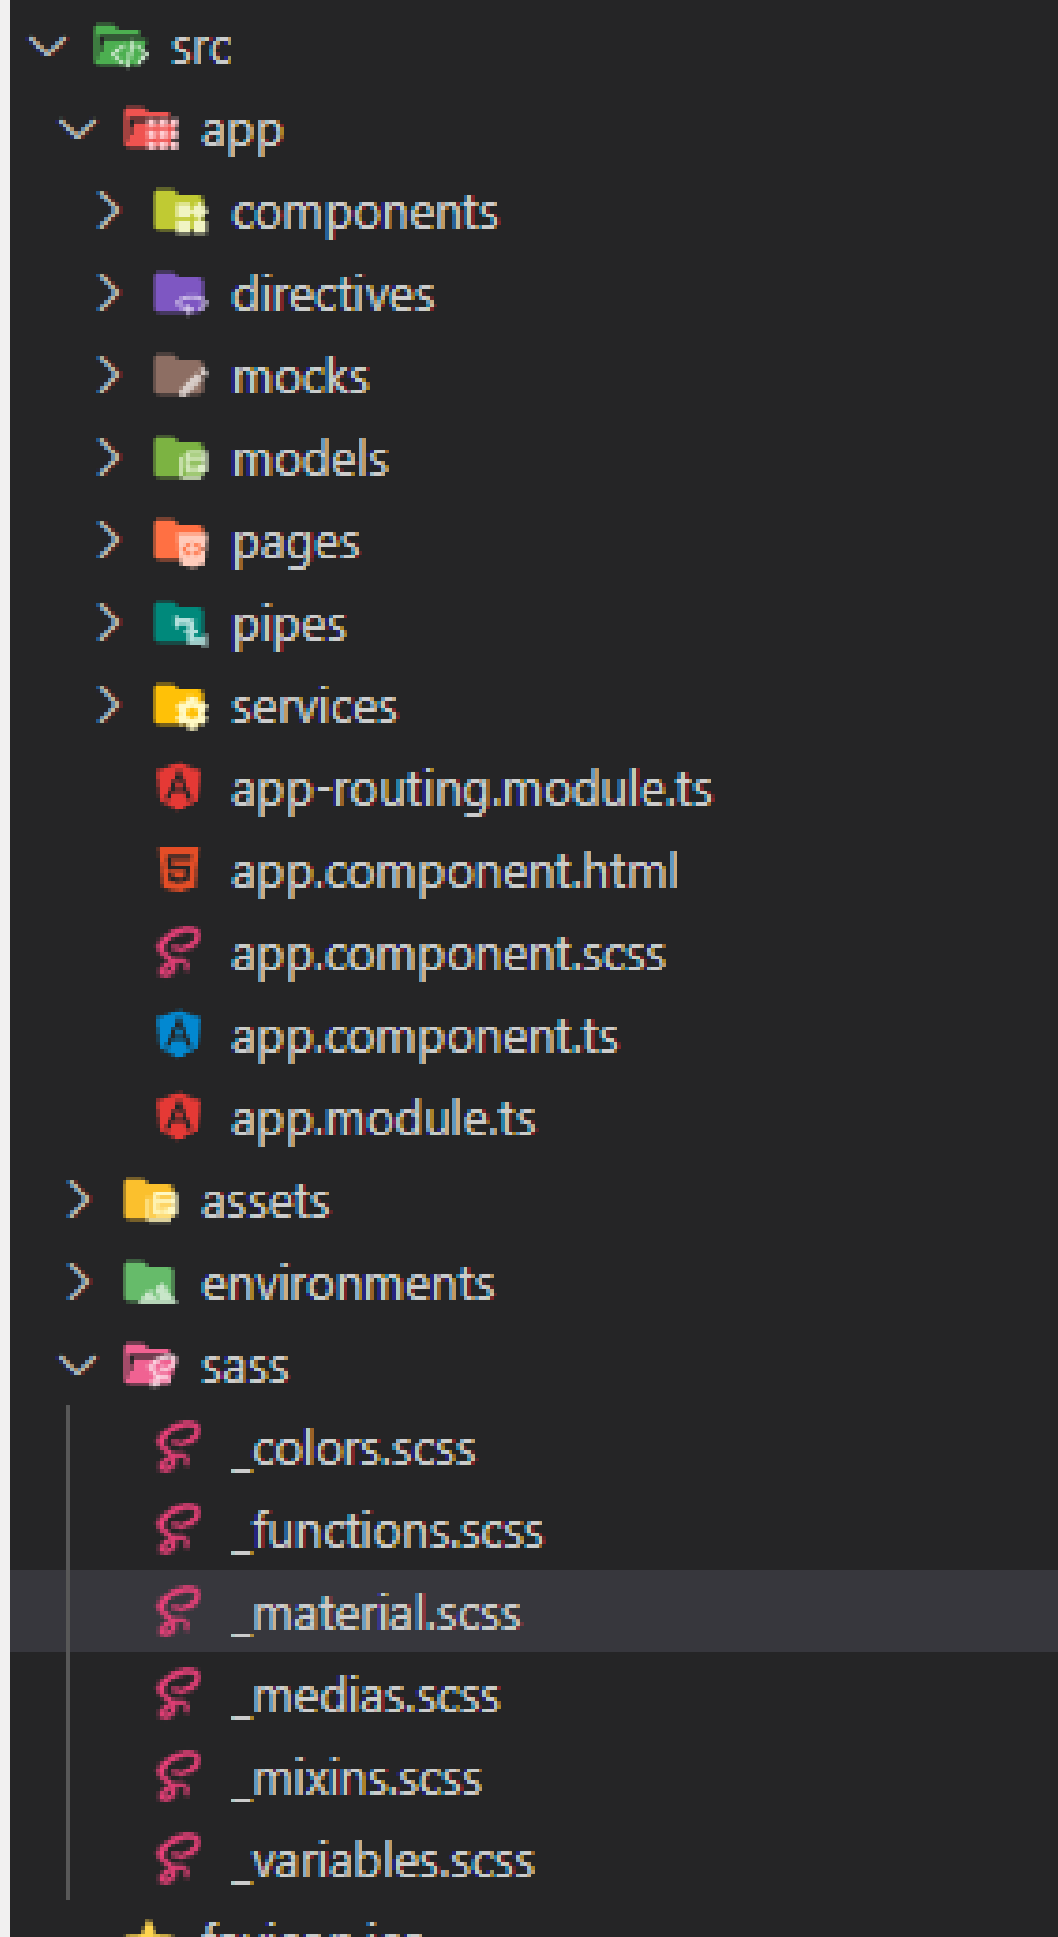 src
app
components
directives
mocks
models
pages
pipes
services
app-routing.module.ts
app.component.html
app.component.scss
app.component.ts
app.module.ts
assets
environments
sass
_colors.scss
_functions.scss
_material.scss
_medias.scss
_mixins.scss
_variables.scss
favicon.ico